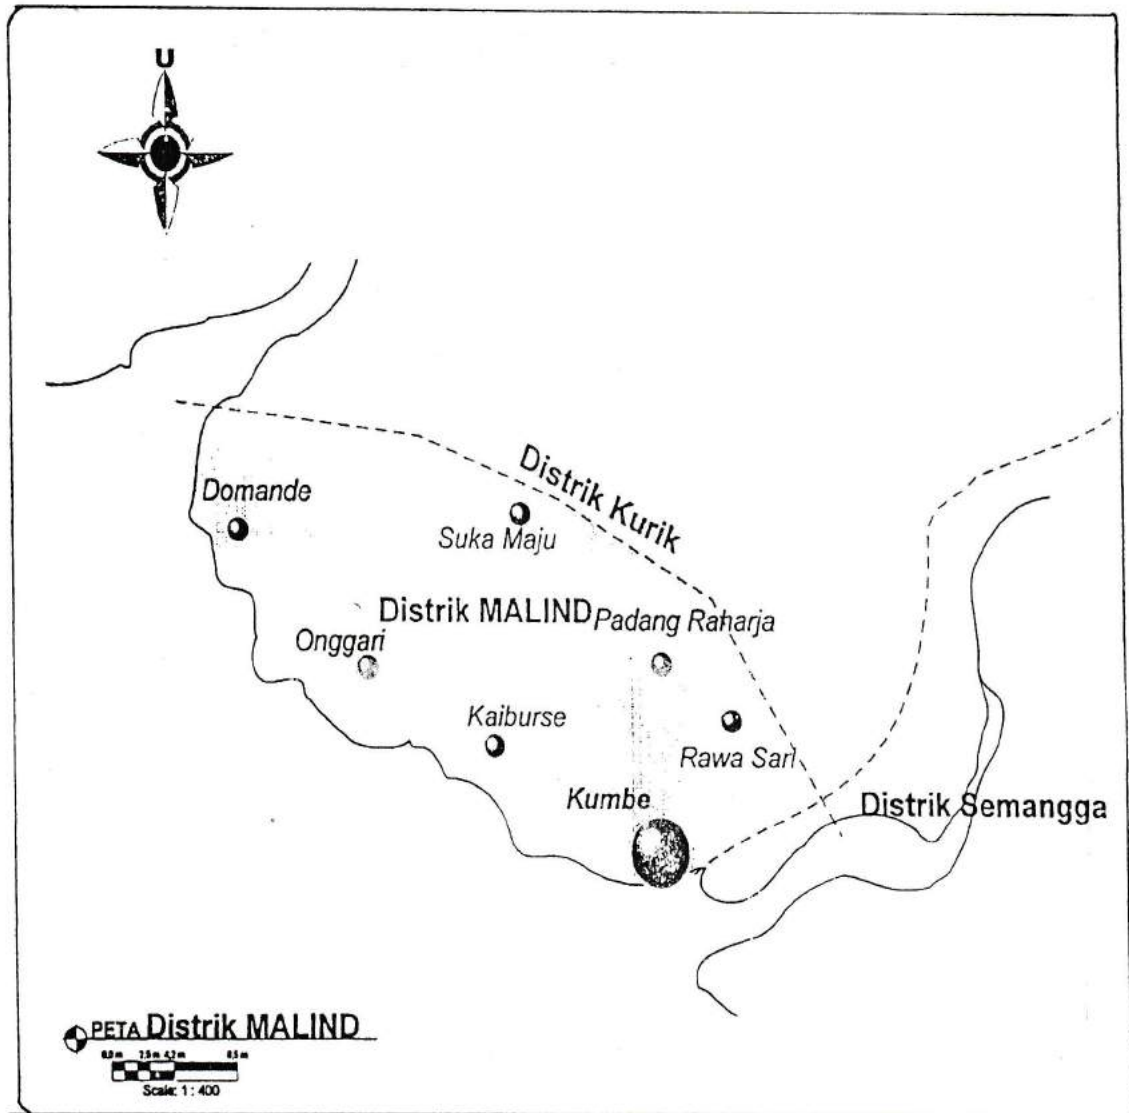 U
Distrik Kurik
Domande
Suka Maju
Distrik MALIND
Padang Raharja
Onggari
Kaiburse
Rawa Sari
Kumbe
Distrik Semangga
PETA Distrik MALIND
Scale: 1 : 400